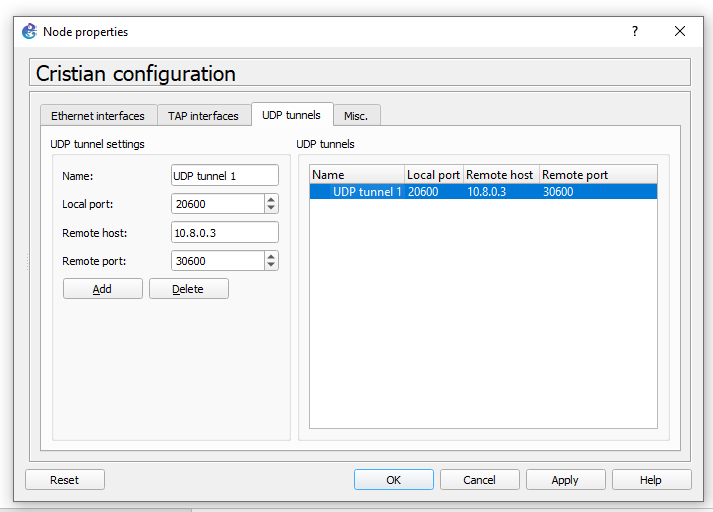 Node properties
?
Cristian configuration
Ethernet interfaces TAP interfaces UDP tunnels Misc.
UDP tunnel settings
Name: UDP tunnel 1
Local port: 20600
Remote host: 10.8.0.3
Remote port: 30600
Add Delete
UDP tunnels
Name Local port Remote host Remote port
UDP tunnel 1 20600 10.8.0.3 30600
Reset OK Cancel Apply Help